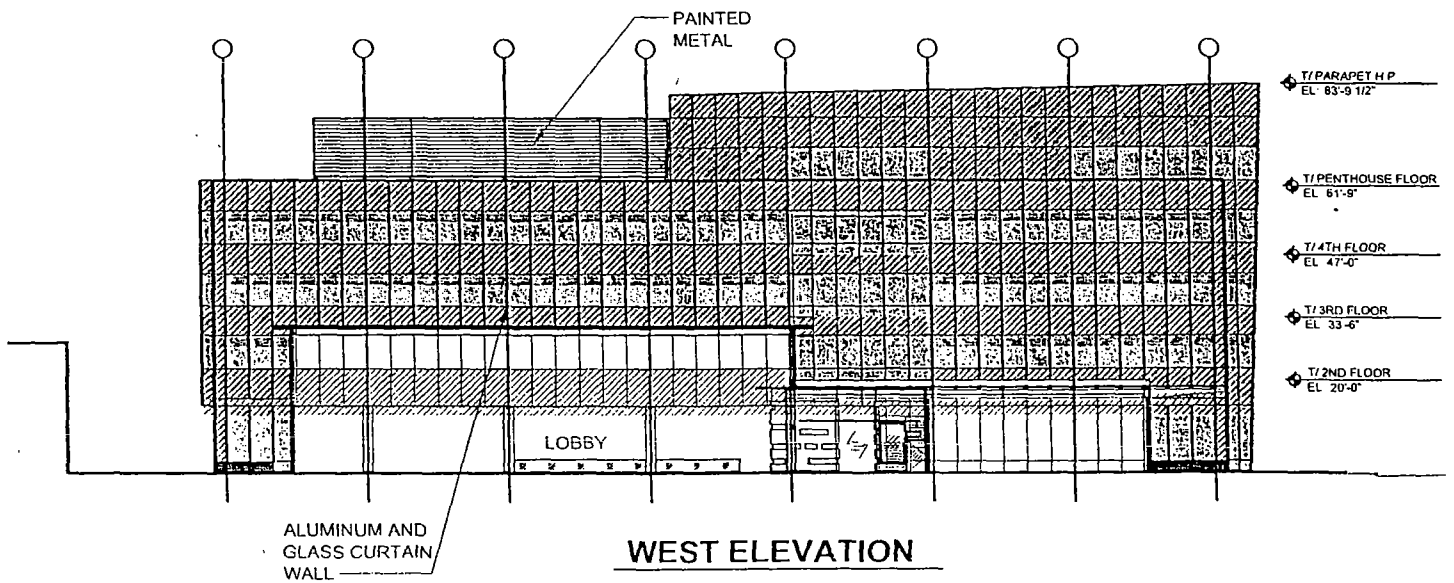 PAINTED
METAL
T/ PARAPET H P
EL 83'-9 1/2"
T/ PENTHOUSE FLOOR
EL 61'-9"
T/ 4TH FLOOR
EL 47'-0"
T/ 3RD FLOOR
EL 33'-6"
T/ 2ND FLOOR
EL 20'-0"
LOBBY
ALUMINUM AND
GLASS CURTAIN
WALL
WEST ELEVATION